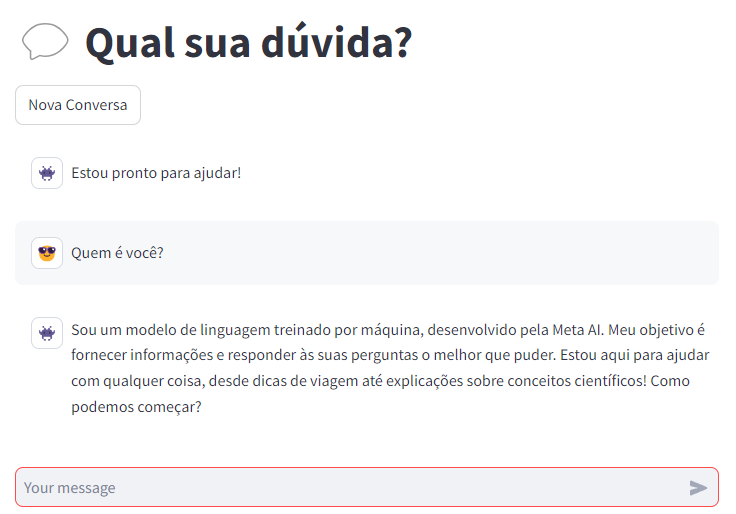 Qual sua dúvida?
Nova Conversa
Estou pronto para ajudar!
Quem é você?
Sou um modelo de linguagem treinado por máquina, desenvolvido pela Meta AI. Meu objetivo é
fornecer informações e responder às suas perguntas o melhor que puder. Estou aqui para ajudar
com qualquer coisa, desde dicas de viagem até explicações sobre conceitos científicos! Como
podemos começar?
Your message